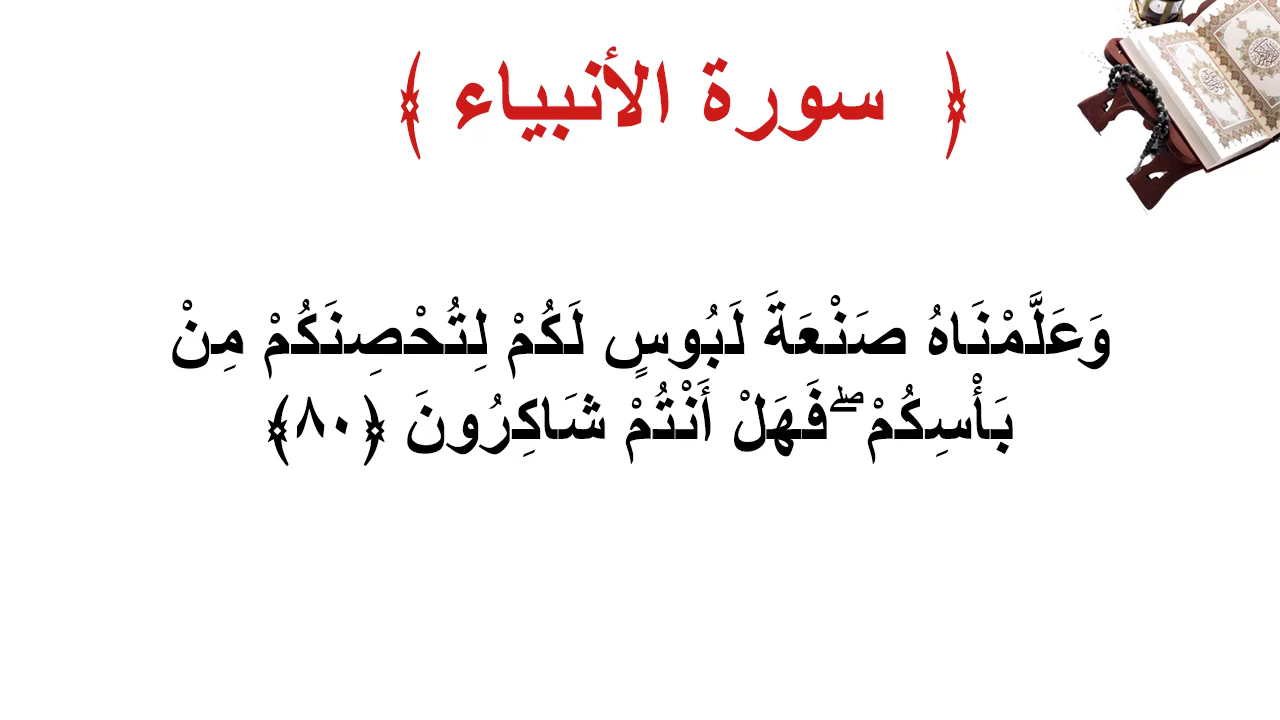 ﴿ سورة الأنبياء ﴾
وَعَلَّمْنَاهُ صَنْعَةَ لَبُوسٍ لَكُمْ لِتُحْصِنَكُمْ مِنْ
بَأْسِكُمْ ۖ فَهَلْ أَنْتُمْ شَاكِرُونَ ﴿٨٠﴾